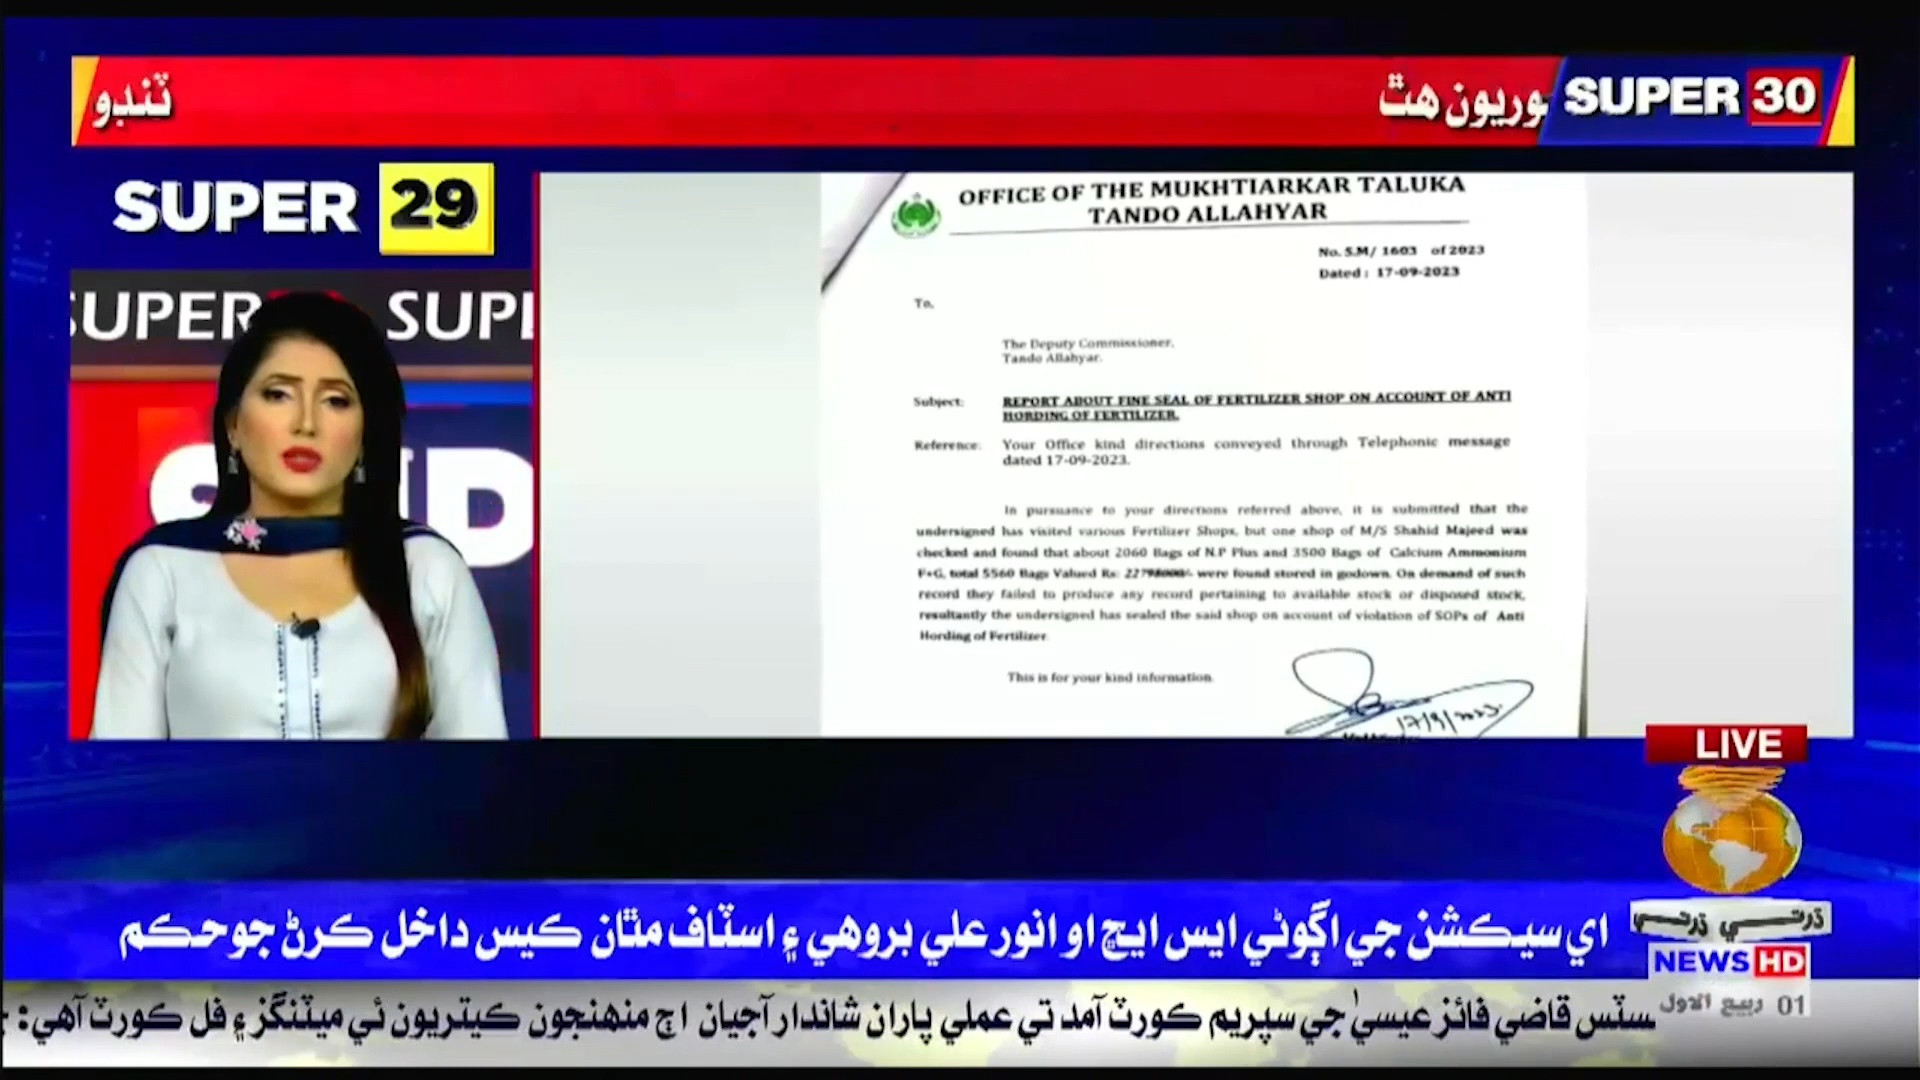 ٽنڊو
وريون هٿ
SUPER 30
SUPER 29
SUPER
SUP
OFFICE OF THE MUKHTIARKAR TALUKA
TANDO ALLAHYAR
No. S.M/ 1603 of 2023
Dated : 17-09-2023
To,
The Deputy Commissioner,
Tando Allahyar.
Subject: REPORT ABOUT FINE SEAL OF FERTILIZER SHOP ON ACCOUNT OF ANTI
HORDING OF FERTILIZER.
Reference: Your Office kind directions conveyed through Telephonic message
dated 17-09-2023.
In pursuance to your directions referred above, it is submitted that the
undersigned has visited various Fertilizer Shops, but one shop of M/S Shahid Majeed was
checked and found that about 2060 Bags of N.P Plus and 3500 Bags of Calcium Ammonium
F+G, total 5560 Bags Valued Rs: were found stored in godown. On demand of such
record they failed to produce any record pertaining to available stock or disposed stock,
resultantly the undersigned has sealed the said shop on account of violation of SOPs of Anti
Hording of Fertilizer
This is for your kind information.
17/9/2023
LIVE
NEWS HD
01 ربيع الاول
اي سيڪشن جي اڳوڻي ايس ايڇ او انور علي بروهي ۽ اسٽاف مٿان ڪيس داخل ڪرڻ جو حڪم
سٽس قاضي فائز عيسيٰ جي سپريم ڪورٽ آمد تي عملي پاران شاندار آجيان اڄ منهنجون ڪيتريون ئي ميٽنگز ۽ فل ڪورٽ آهي: